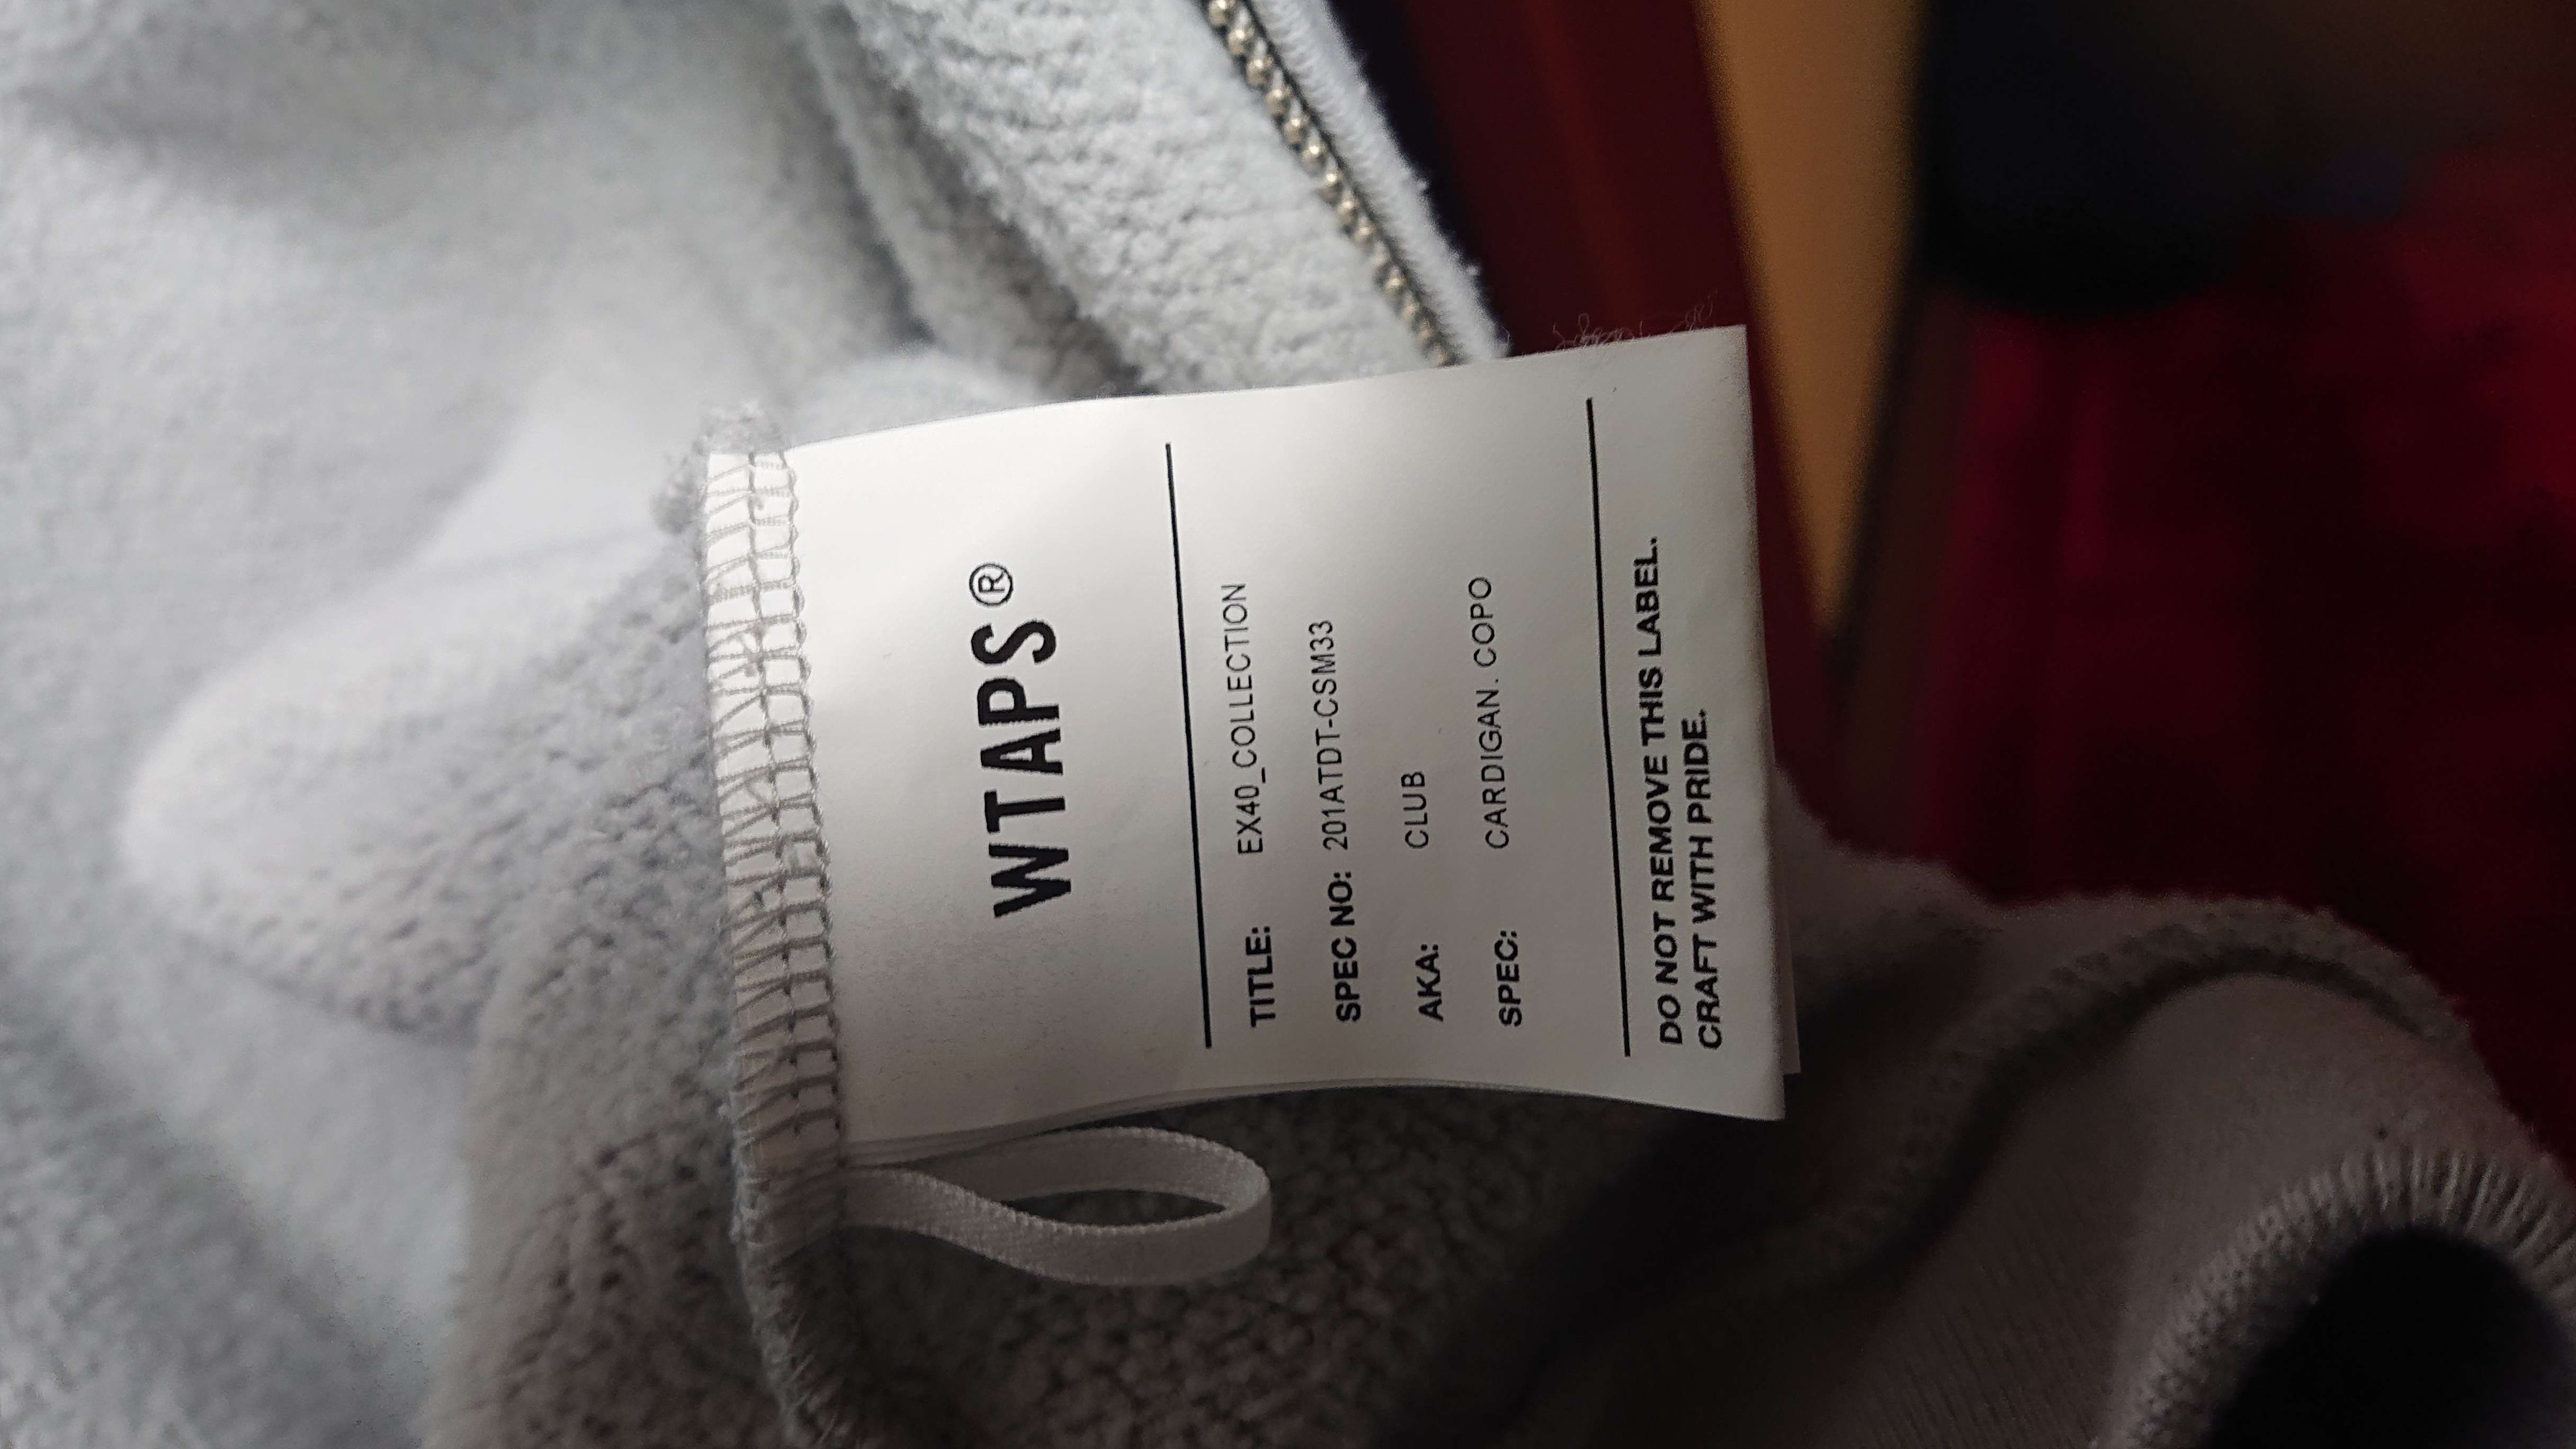 WTAPS®
TITLE: EX40_COLLECTION
SPEC NO: 201ATDT-CSM33
AKA: CLUB
SPEC: CARDIGAN. COPO
DO NOT REMOVE THIS LABEL.
CRAFT WITH PRIDE.